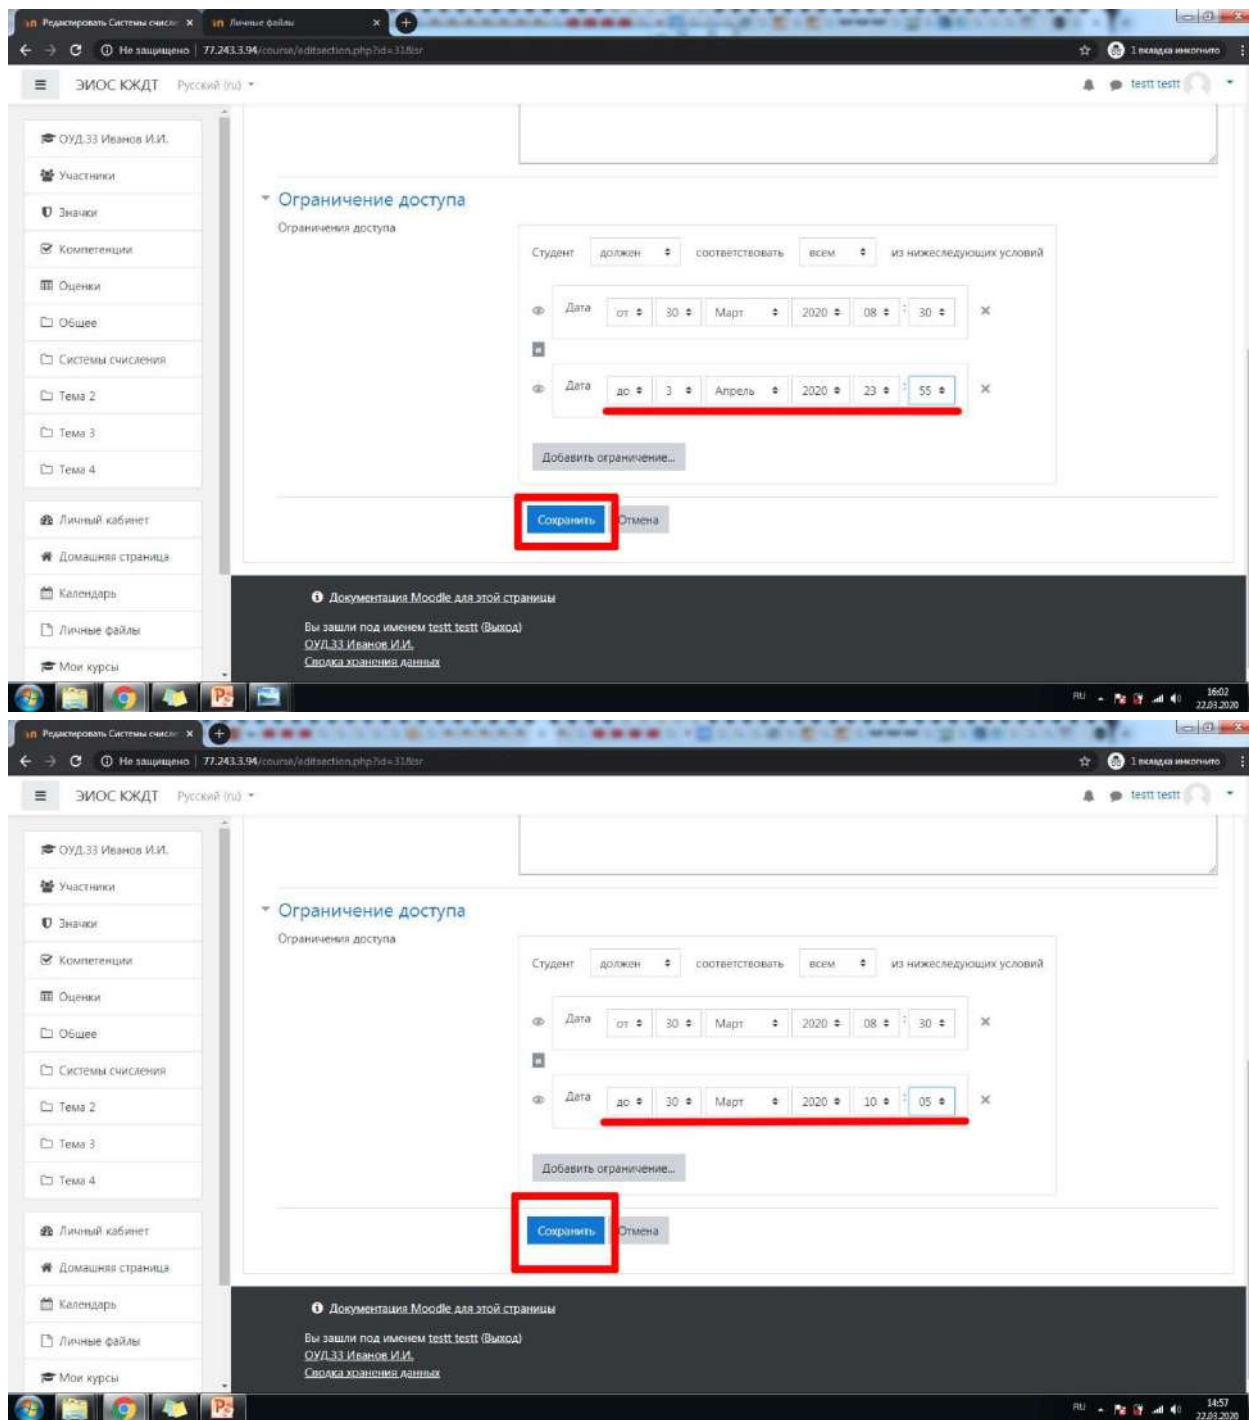 Редактировать Системы счисле
Личные файлы
Не защищено 77.243.3.94/course/editsection.php?id=31&sr
1 вкладка инкогнито
ЭИОС КЖДТ Русский (ru)
testt testt
ОУД.33 Иванов И.И.
Участники
Значки
Компетенции
Оценки
Общее
Системы счисления
Тема 2
Тема 3
Тема 4
Личный кабинет
Домашняя страница
Календарь
Личные файлы
Мои курсы
Ограничение доступа
Ограничения доступа
Студент должен соответствовать всем из нижеследующих условий
Дата от 30 Март 2020 08 : 30
и
Дата до 3 Апрель 2020 23 : 55
Добавить ограничение...
Сохранить Отмена
Документация Moodle для этой страницы
Вы зашли под именем testt testt (Выход)
ОУД.33 Иванов И.И.
Сводка хранения данных
RU
16:02
22.03.2020
Редактировать Системы счисле
Не защищено 77.243.3.94/course/editsection.php?id=31&sr
1 вкладка инкогнито
ЭИОС КЖДТ Русский (ru)
testt testt
ОУД.33 Иванов И.И.
Участники
Значки
Компетенции
Оценки
Общее
Системы счисления
Тема 2
Тема 3
Тема 4
Личный кабинет
Домашняя страница
Календарь
Личные файлы
Мои курсы
Ограничение доступа
Ограничения доступа
Студент должен соответствовать всем из нижеследующих условий
Дата от 30 Март 2020 08 : 30
и
Дата до 30 Март 2020 10 : 05
Добавить ограничение...
Сохранить Отмена
Документация Moodle для этой страницы
Вы зашли под именем testt testt (Выход)
ОУД.33 Иванов И.И.
Сводка хранения данных
RU
14:57
22.03.2020